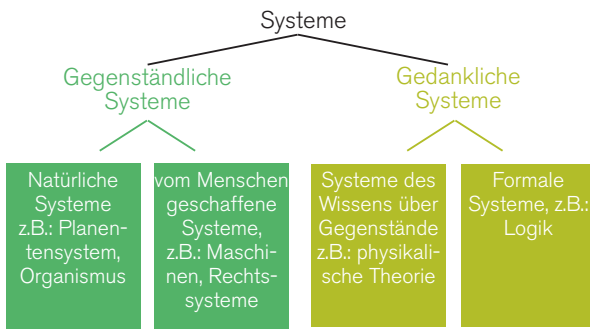 Systeme
Gegenständliche
Systeme
Gedankliche
Systeme
Natürliche
Systeme
z.B.: Planen-
tensystem,
Organismus
vom Menschen
geschaffene
Systeme,
z.B.: Maschi-
nen, Rechts-
systeme
Systeme des
Wissens über
Gegenstände
z.B.: physikali-
sche Theorie
Formale
Systeme, z.B.:
Logik